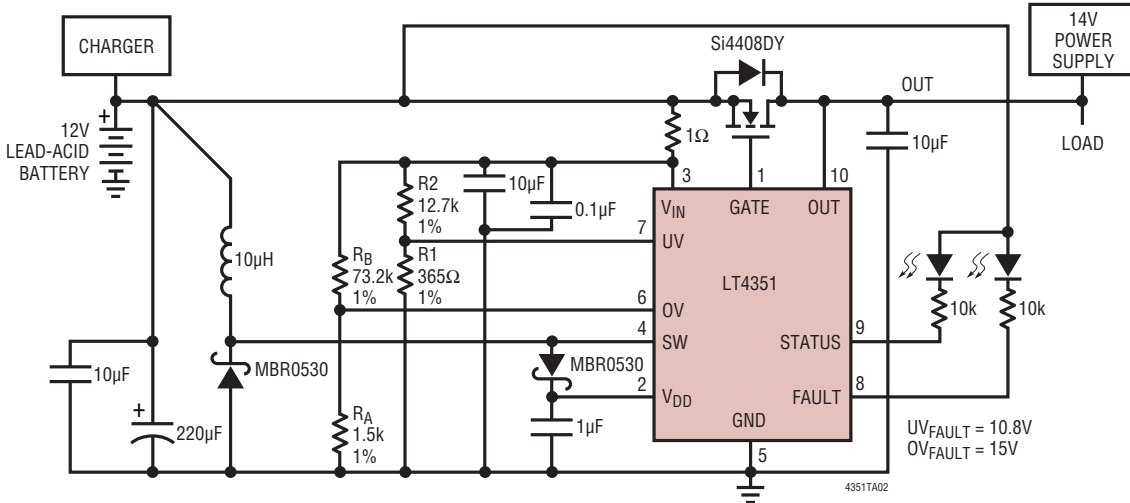 CHARGER
12V
LEAD-ACID
BATTERY
+
Si4408DY
OUT
14V
POWER
SUPPLY
LOAD
1Ω
10µF
R2
12.7k
1%
10µF
0.1µF
3
1
10
VIN
GATE
OUT
7
UV
10µH
RB
73.2k
1%
R1
365Ω
1%
LT4351
10k
10k
6
OV
4
SW
STATUS
9
MBR0530
MBR0530
10µF
2
VDD
FAULT
8
+
220µF
RA
1.5k
1%
1µF
GND
5
UVFAULT = 10.8V
OVFAULT = 15V
4351TA02